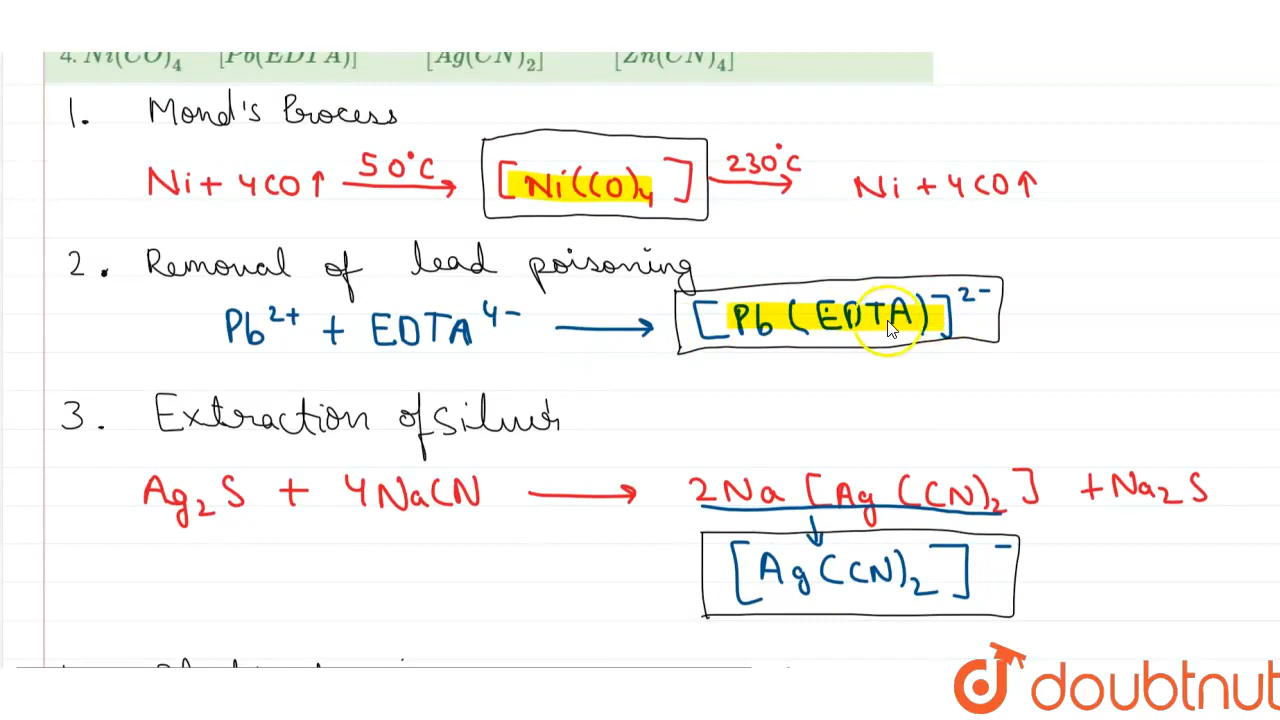 4. Ni(CO)₄ [Pb(EDTA)] [Ag(CN)₂] [Zn(CN)₄]
1. Mond's Process
Ni + 4CO↑ 50°C → [Ni(CO)₄] 230°C → Ni + 4CO↑
2. Removal of lead poisoning
Pb²⁺ + EDTA⁴⁻ → [Pb(EDTA)]²⁻
3. Extraction of Silver
Ag₂S + 4NaCN → 2Na[Ag(CN)₂] + Na₂S
↓
[Ag(CN)₂]⁻
doubtnut